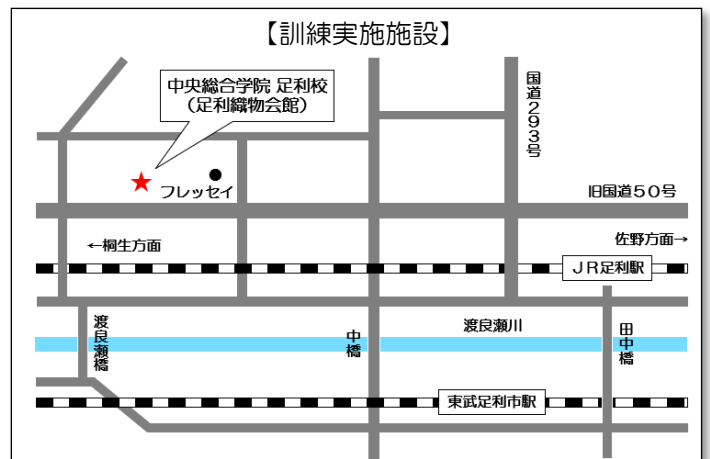 【訓練実施施設】
中央総合学院 足利校
（足利織物会館）
国道２９３号
フレッセイ
旧国道５０号
←桐生方面
佐野方面→
ＪＲ足利駅
渡良瀬橋
中橋
渡良瀬川
田中橋
東武足利市駅